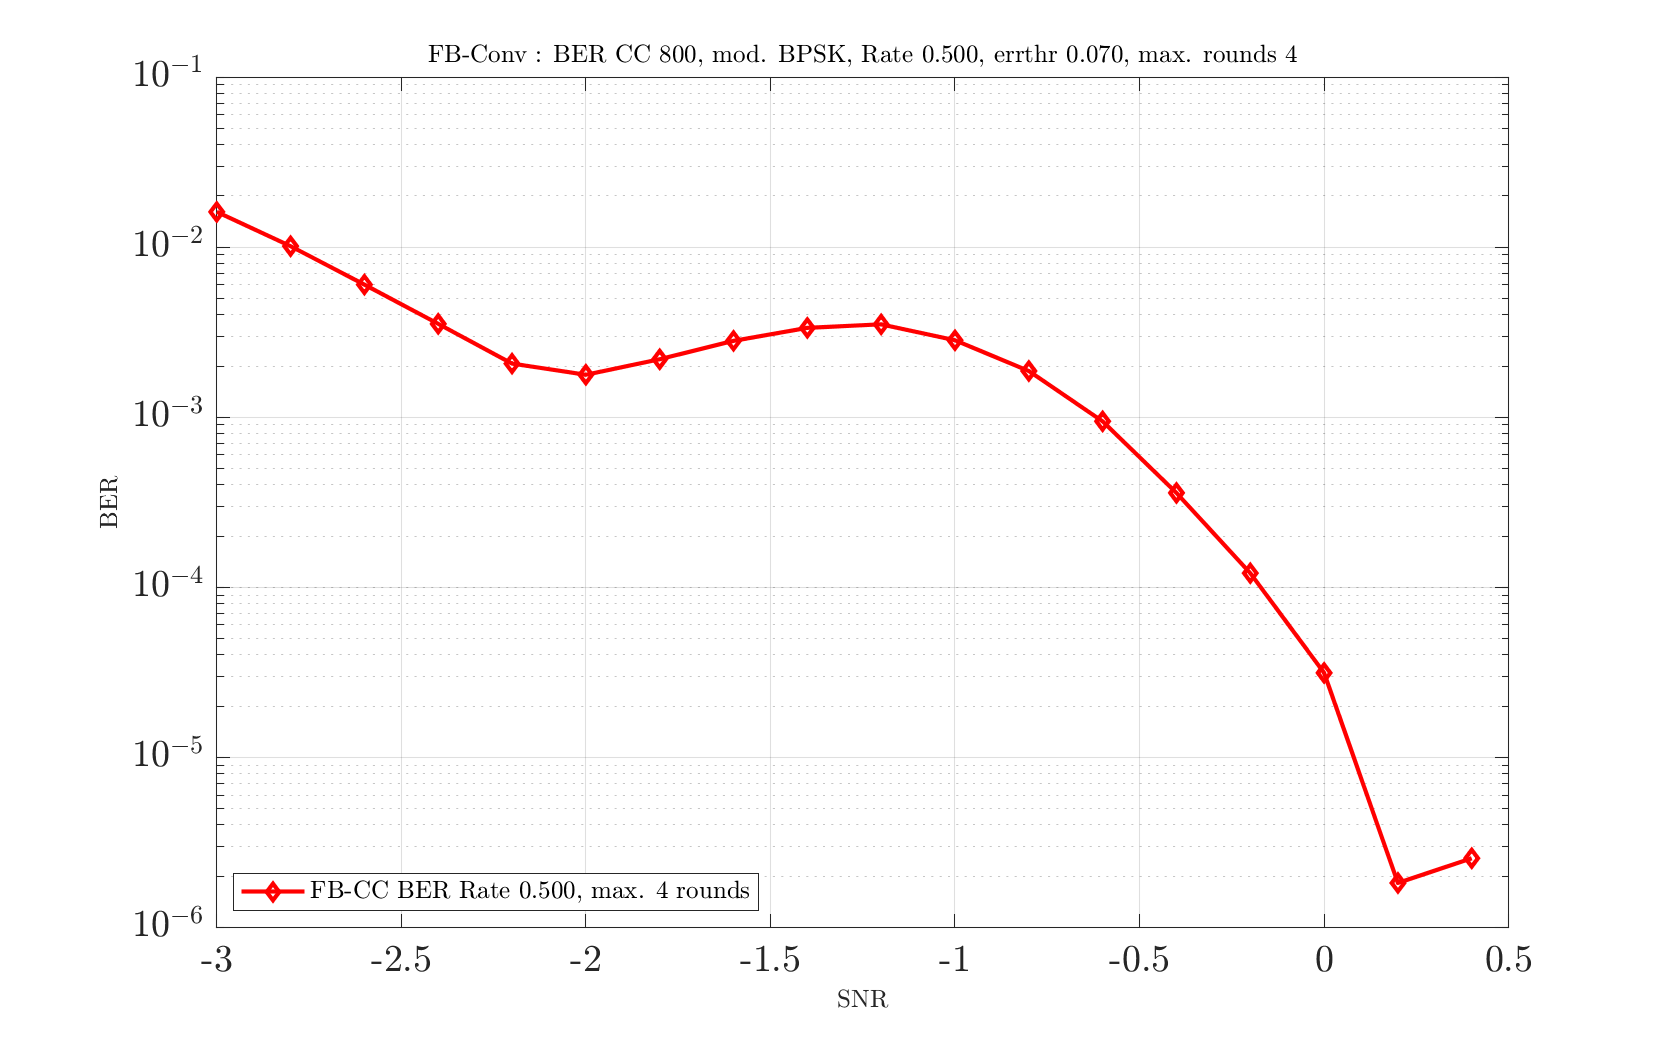 FB-Conv : BER CC 800, mod. BPSK, Rate 0.500, errthr 0.070, max. rounds 4
10^{-1}
10^{-2}
10^{-3}
10^{-4}
10^{-5}
10^{-6}
BER
FB-CC BER Rate 0.500, max. 4 rounds
-3 -2.5 -2 -1.5 -1 -0.5 0 0.5
SNR